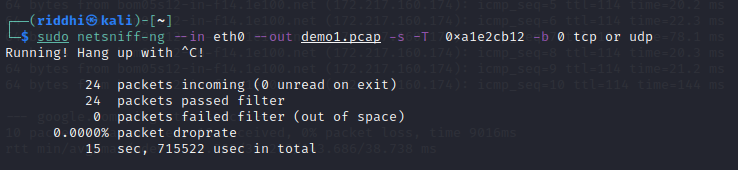 ┌──(riddhi㉿kali)-[~]
└─$ sudo netsniff-ng --in eth0 --out demo1.pcap -s -T 0×a1e2cb12 -b 0 tcp or udp
Running! Hang up with ^C!
24 packets incoming (0 unread on exit)
24 packets passed filter
0 packets failed filter (out of space)
0.0000% packet droprate
15 sec, 715522 usec in total